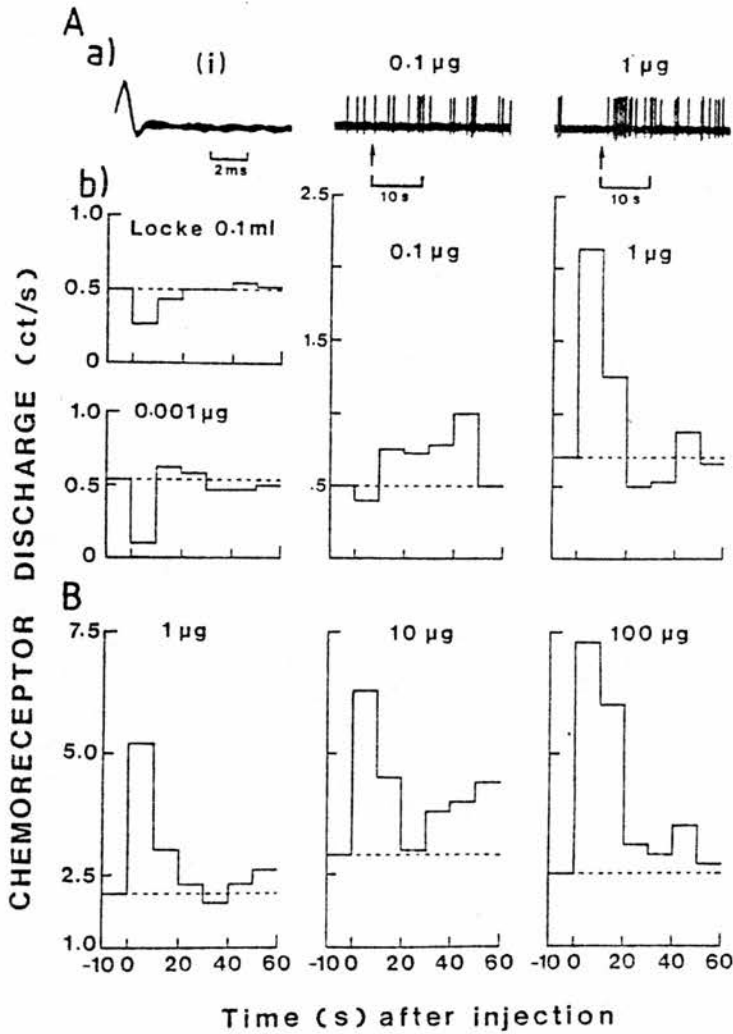 A
a)
(i)
0.1 µg
1 µg
2ms
10 s
10 s
b)
1.0
0.5
0
Locke 0.1ml
2.5
1.5
.5
0.1 µg
1 µg
1.0
0.5
0
0.001 µg
B
7.5
5.0
2.5
1.0
1 µg
10 µg
100 µg
-10 0 20 40 60
-10 0 20 40 60
-10 0 20 40 60
Time (s) after injection
CHEMORECEPTOR DISCHARGE (ct/s)